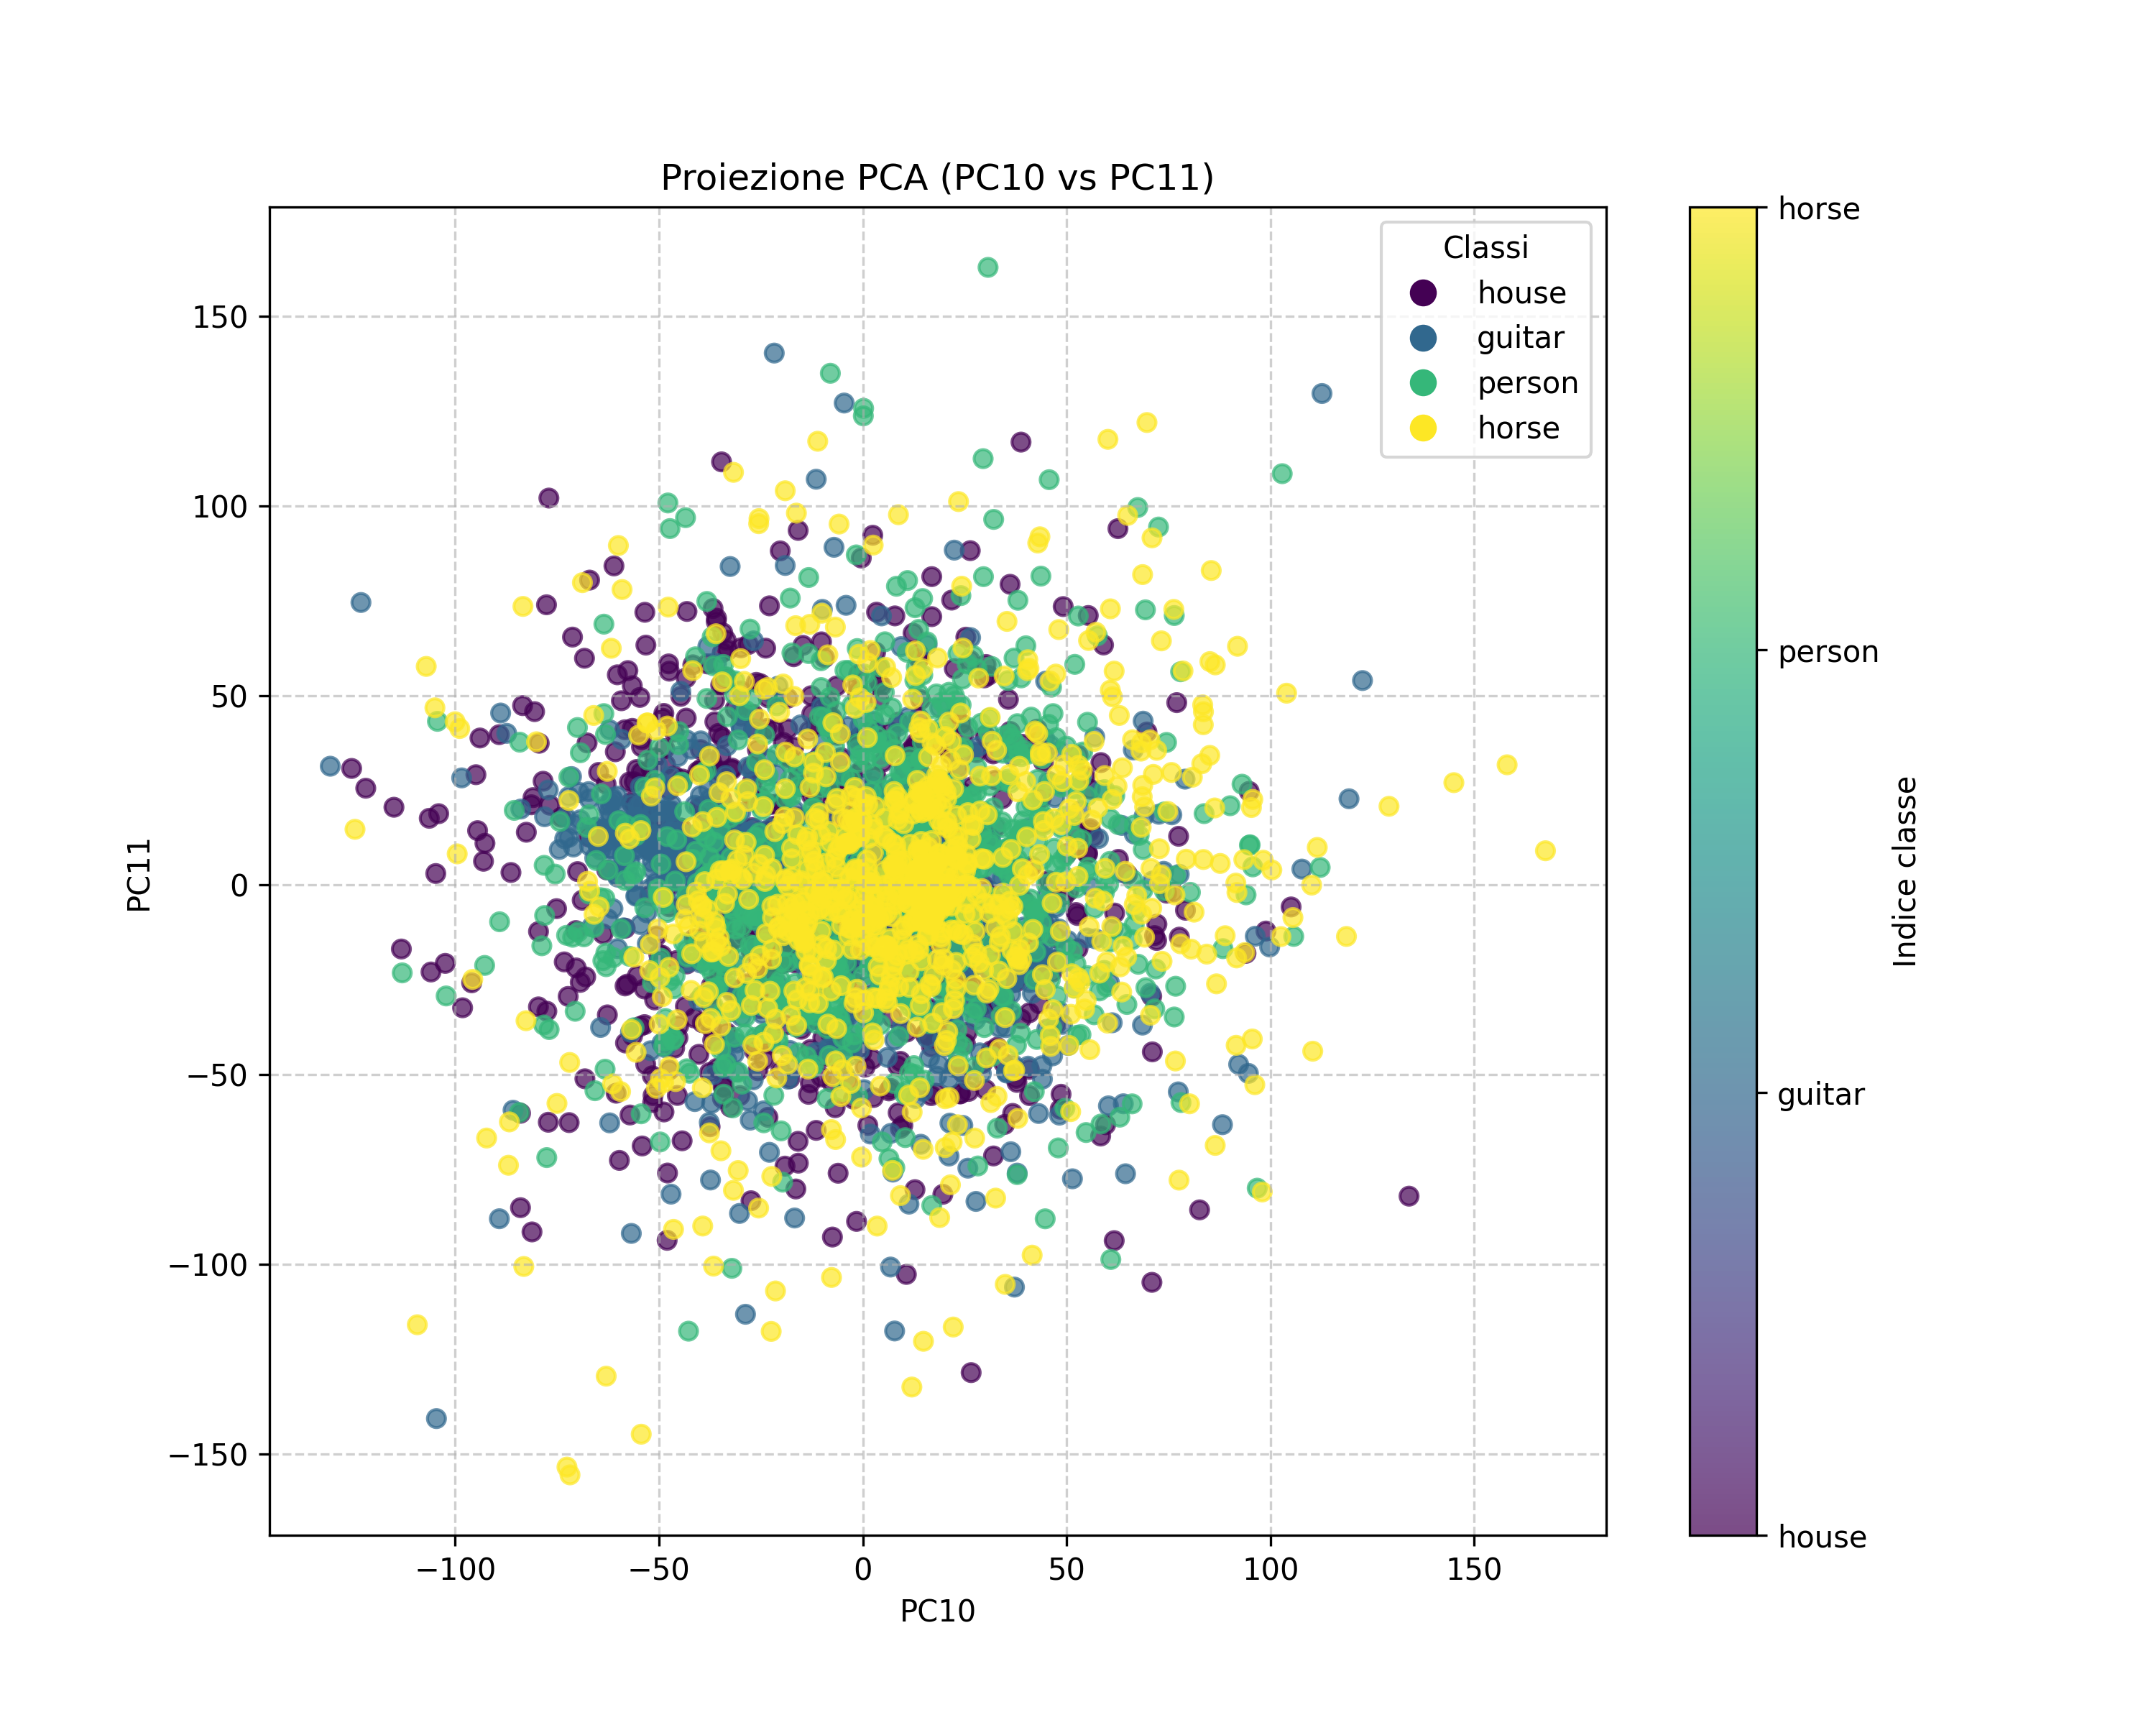 Proiezione PCA (PC10 vs PC11)
Classi
house
guitar
person
horse
150
100
50
0
−50
−100
−150
PC11
−100
−50
0
50
100
150
PC10
horse
person
guitar
house
Indice classe